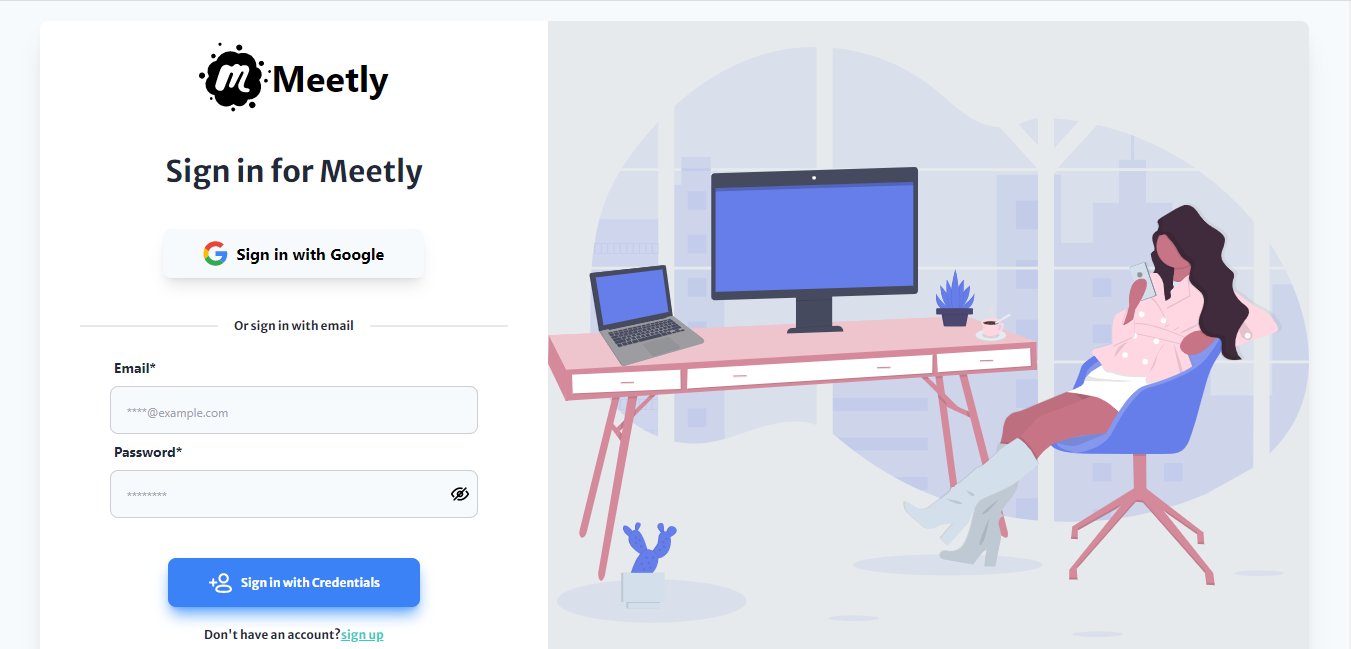 Meetly
Sign in for Meetly
Sign in with Google
Or sign in with email
Email*
****@example.com
Password*
********
Sign in with Credentials
Don't have an account?sign up